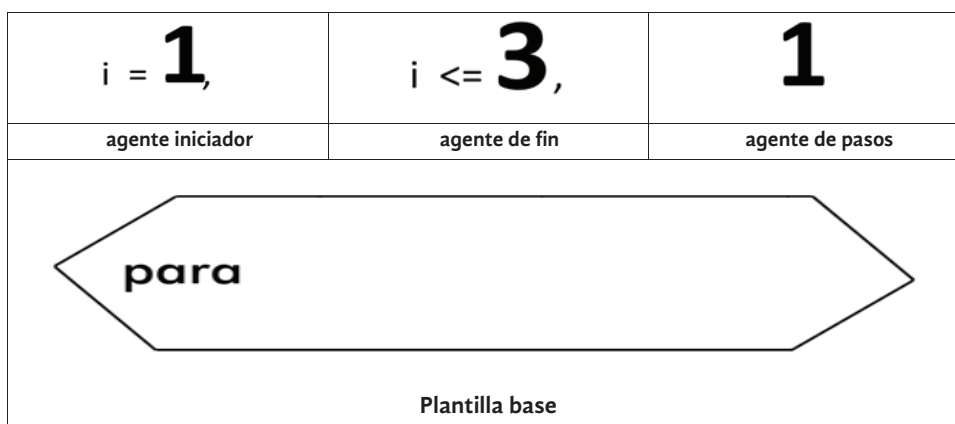 i = 1, i <= 3, 1
agente iniciador agente de fin agente de pasos
para
Plantilla base